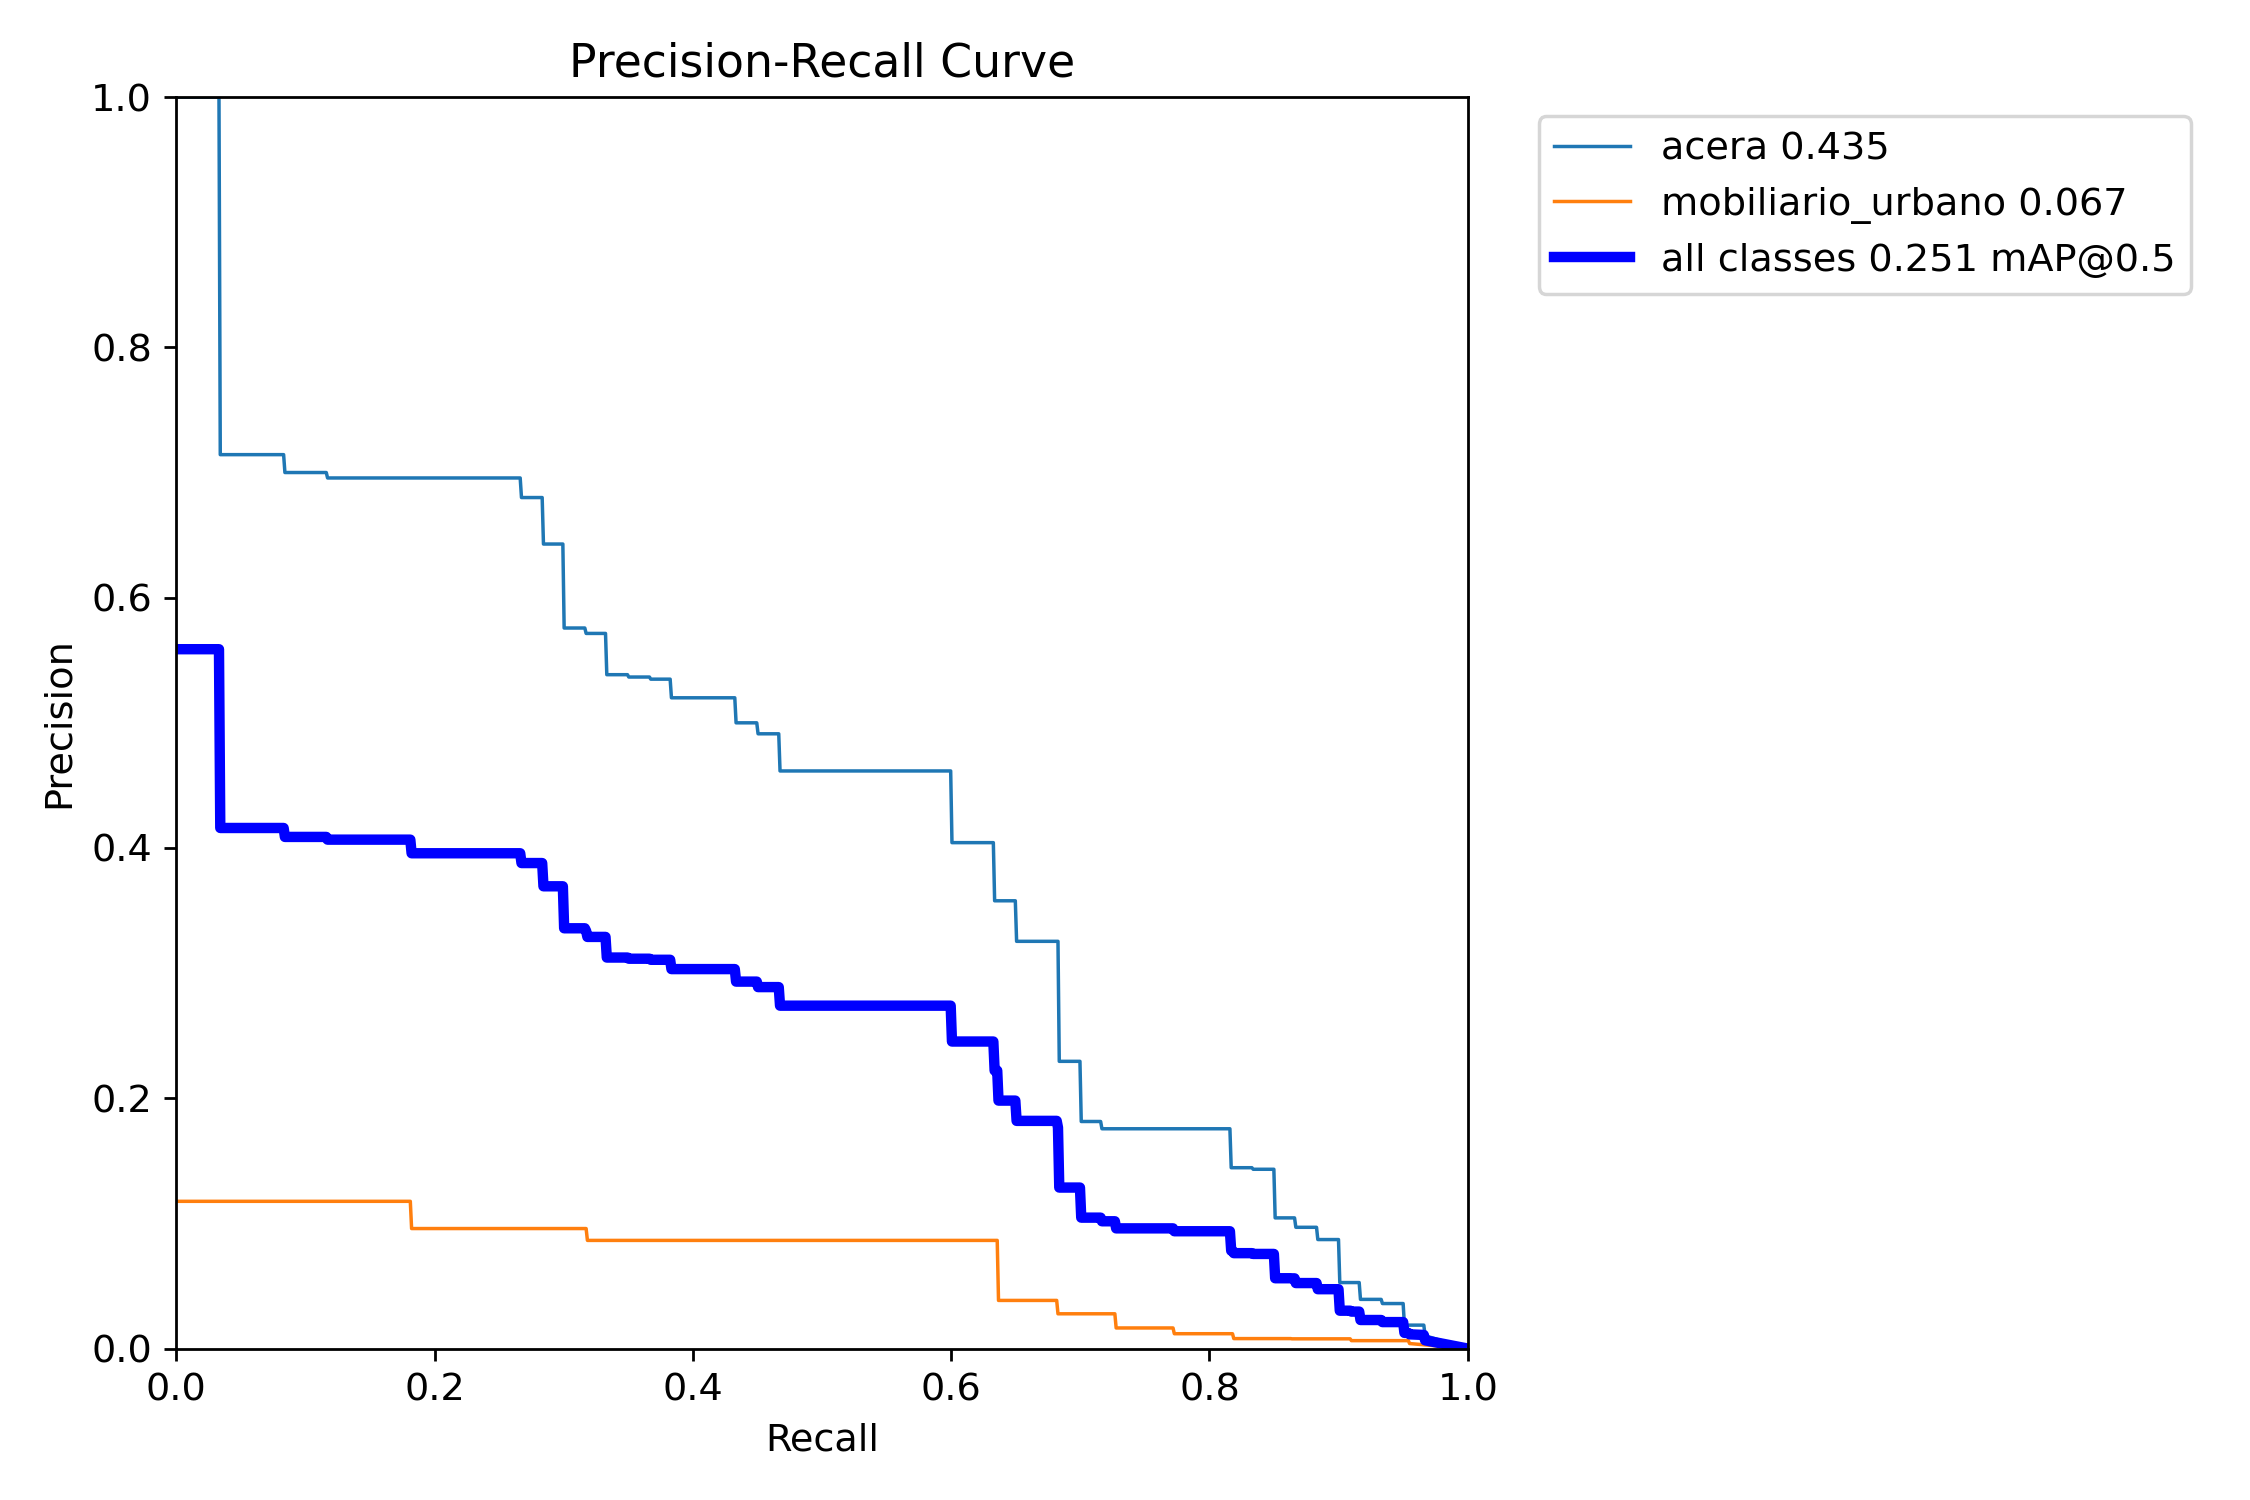 Precision-Recall Curve
1.0
0.8
0.6
0.4
0.2
0.0
Precision
0.0 0.2 0.4 0.6 0.8 1.0
Recall
acera 0.435
mobiliario_urbano 0.067
all classes 0.251 mAP@0.5